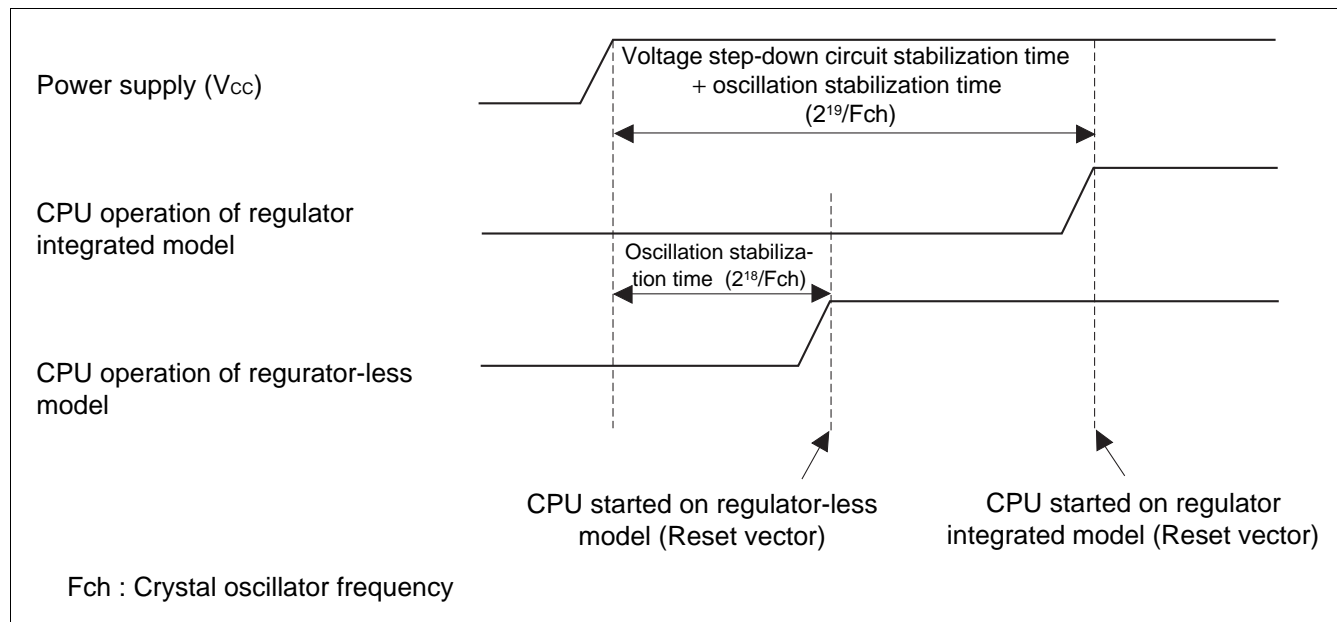 Power supply (Vcc)
Voltage step-down circuit stabilization time
+ oscillation stabilization time
(2¹⁹/Fch)
CPU operation of regulator
integrated model
Oscillation stabiliza-
tion time (2¹⁸/Fch)
CPU operation of regurator-less
model
CPU started on regulator-less
model (Reset vector)
CPU started on regulator
integrated model (Reset vector)
Fch : Crystal oscillator frequency